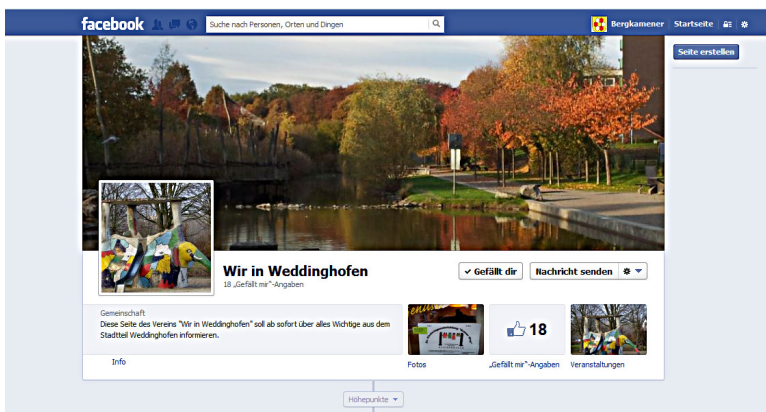 facebook
Suche nach Personen, Orten und Dingen
Bergkamener
Startseite
Seite erstellen
Wir in Weddinghofen
18 „Gefällt mir“-Angaben
✔ Gefällt dir
Nachricht senden
Gemeinschaft
Diese Seite des Vereins "Wir in Weddinghofen" soll ab sofort über alles Wichtige aus dem
Stadtteil Weddinghofen informieren.
Info
18
Fotos
„Gefällt mir“-Angaben
Veranstaltungen
Höhepunkte